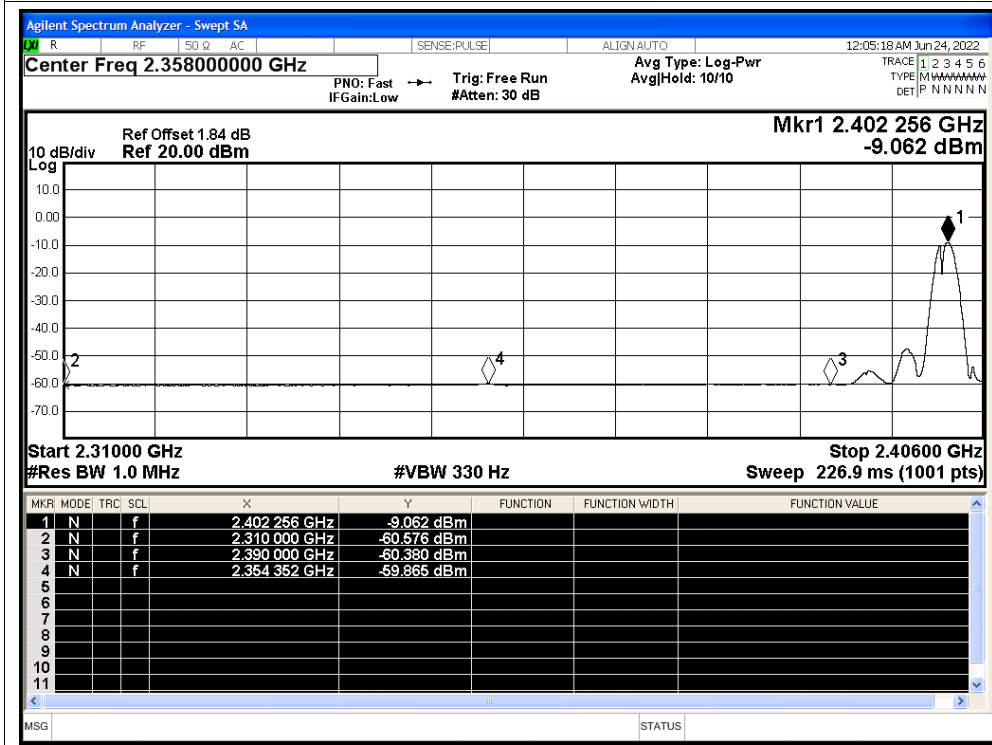 Agilent Spectrum Analyzer - Swept SA
LXI R RF 50 Ω AC SENSE:PULSE ALIGN AUTO 12:05:18 AM Jun 24, 2022
Center Freq 2.358000000 GHz
PNO: Fast
IFGain:Low
Trig: Free Run
#Atten: 30 dB
Avg Type: Log-Pwr
Avg|Hold: 10/10
TRACE 1 2 3 4 5 6
TYPE M WWWWW
DET P N N N N N
Ref Offset 1.84 dB
10 dB/div Ref 20.00 dBm
Log
Mkr1 2.402 256 GHz
-9.062 dBm
10.0
0.00
-10.0
-20.0
-30.0
-40.0
-50.0
-60.0
-70.0
1
2
4
3
Start 2.31000 GHz Stop 2.40600 GHz
#Res BW 1.0 MHz #VBW 330 Hz Sweep 226.9 ms (1001 pts)
MKR MODE TRC SCL X Y FUNCTION FUNCTION WIDTH FUNCTION VALUE
1 N f 2.402 256 GHz -9.062 dBm
2 N f 2.310 000 GHz -60.576 dBm
3 N f 2.390 000 GHz -60.380 dBm
4 N f 2.354 352 GHz -59.865 dBm
5
6
7
8
9
10
11
MSG STATUS